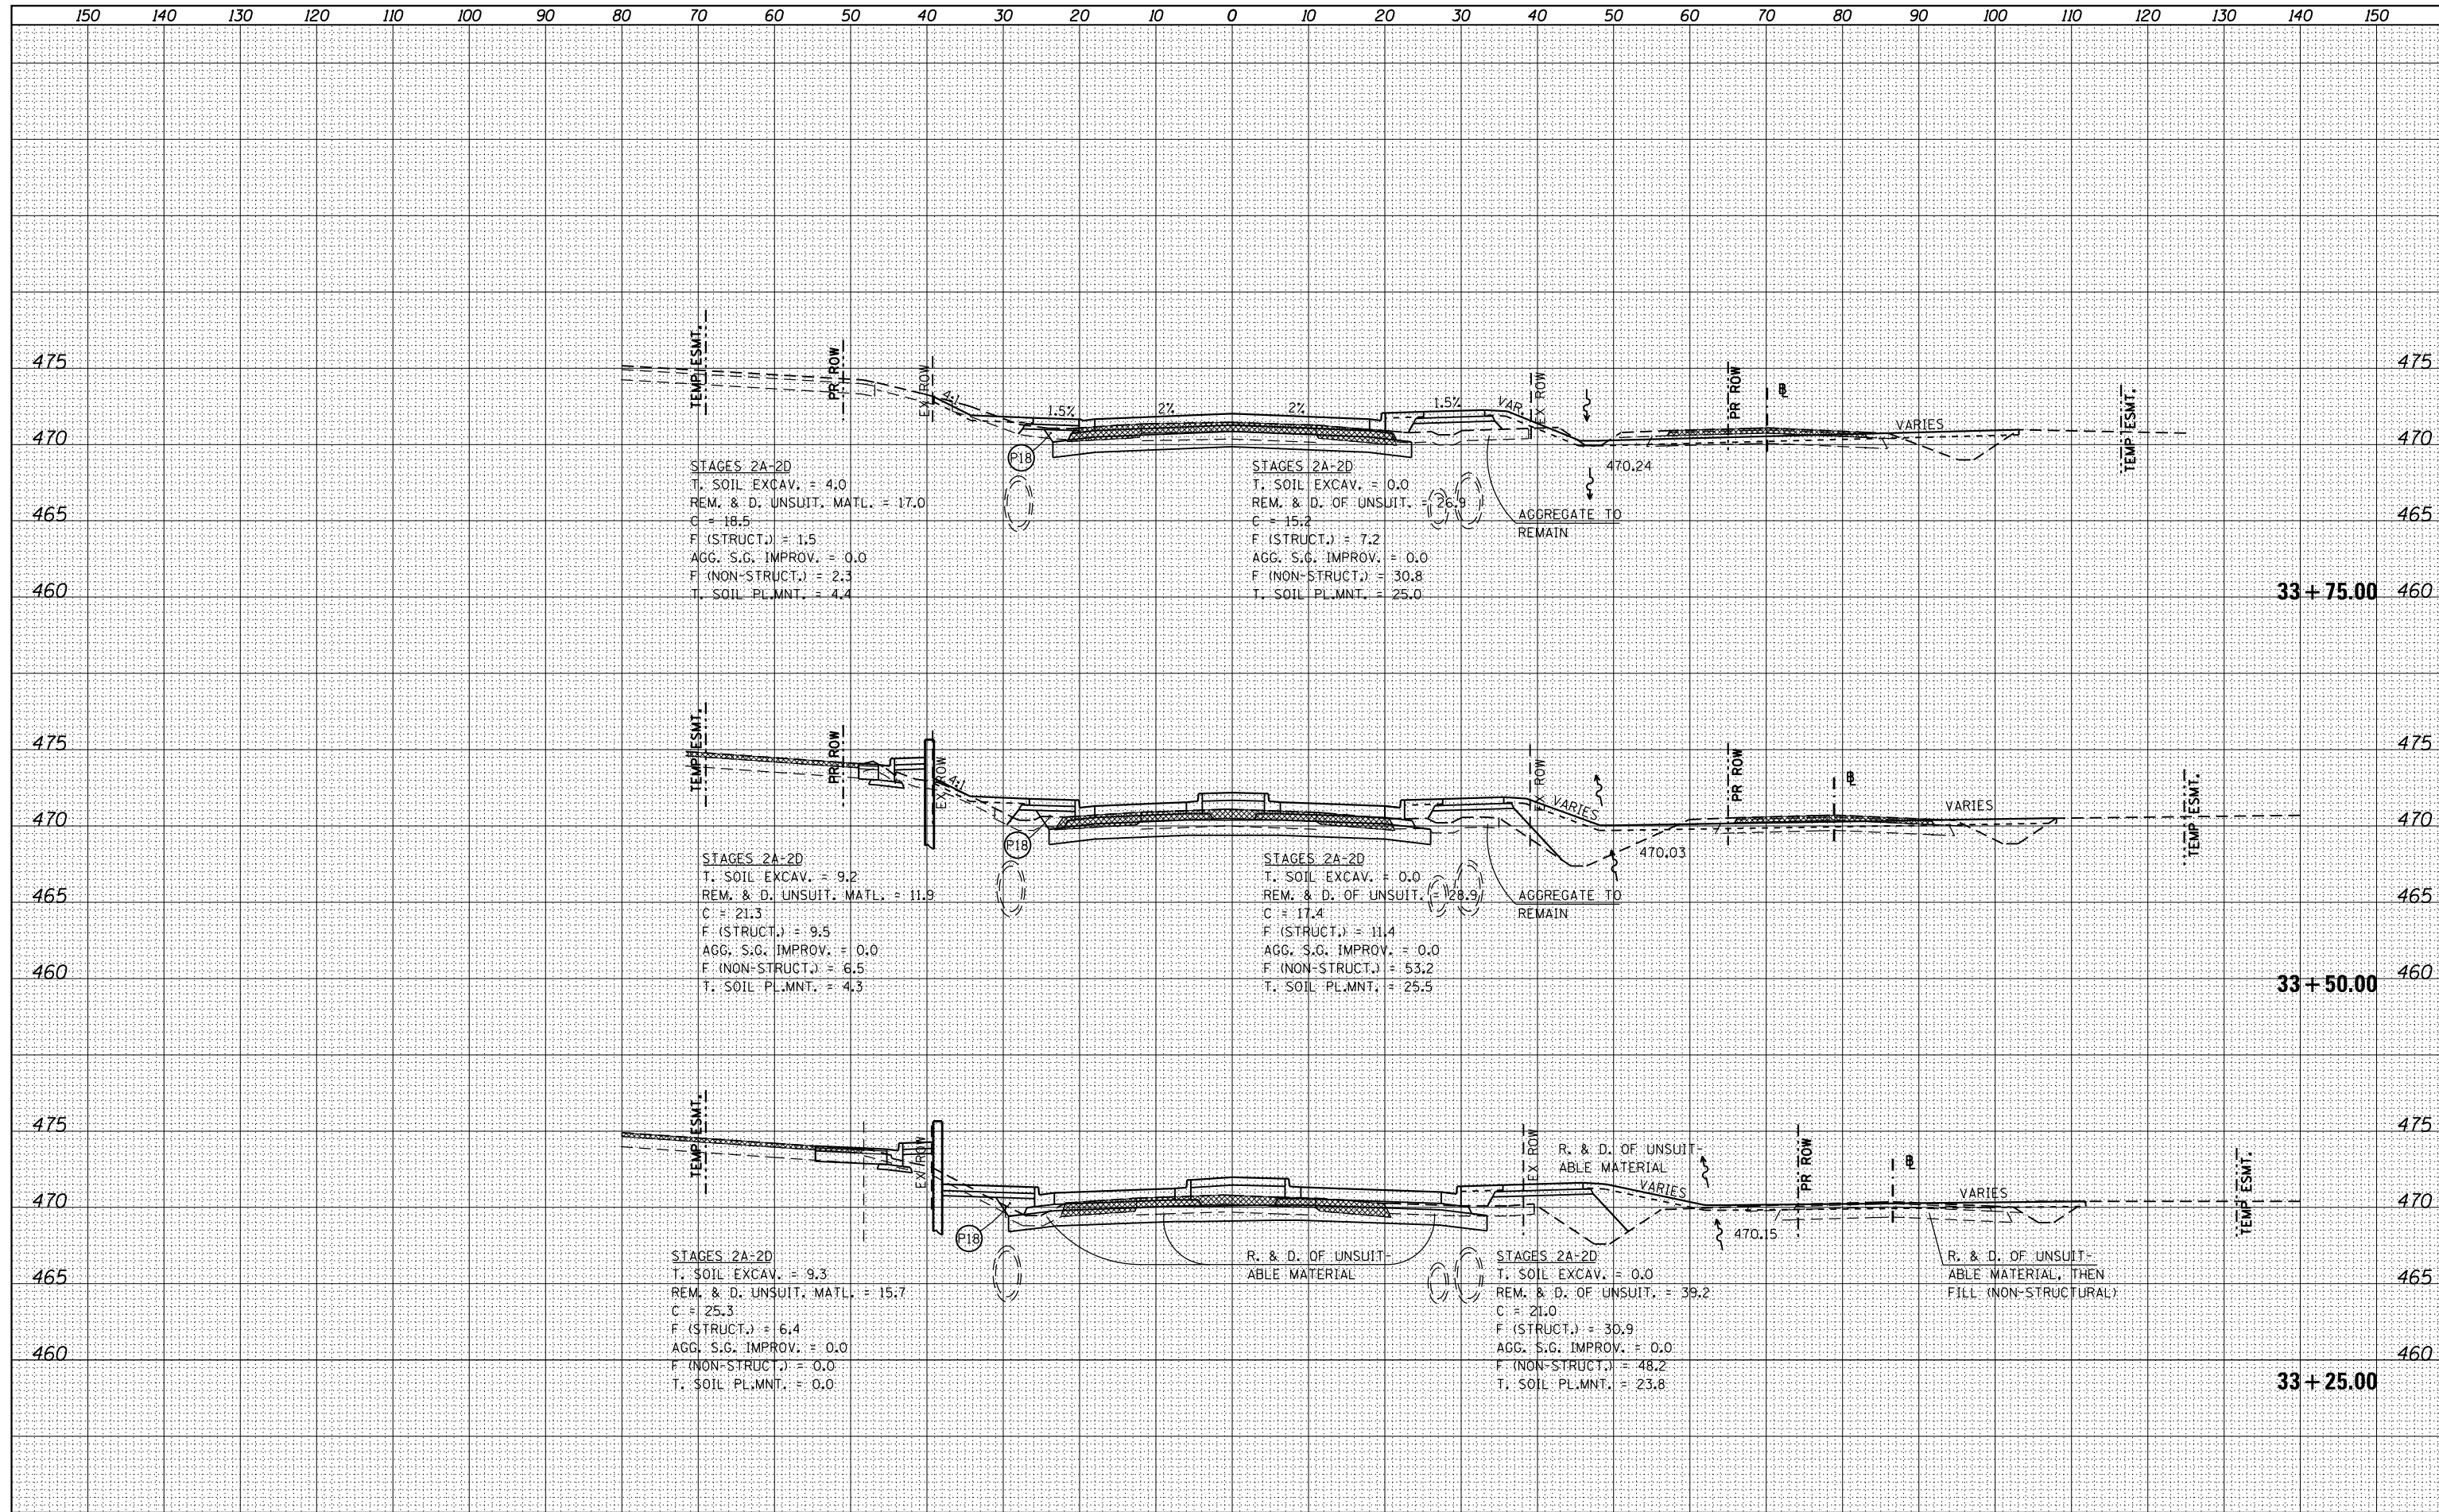 150 140 130 120 110 100 90 80 70 60 50 40 30 20 10 0 10 20 30 40 50 60 70 80 90 100 110 120 130 140 150
475 475
470 470
465 465
460 460
TEMP ESMT.
PR ROW
EX ROW
4:1
1.5%
2%
2%
1.5%
VAR.
EX ROW
PR ROW
BL
VARIES
TEMP ESMT.
P18
470.24
AGGREGATE TO
REMAIN
STAGES 2A-2D
T. SOIL EXCAV. = 4.0
REM. & D. UNSUIT. MATL. = 17.0
C = 18.5
F (STRUCT.) = 1.5
AGG. S.G. IMPROV. = 0.0
F (NON-STRUCT.) = 2.3
T. SOIL PL.MNT. = 4.4
STAGES 2A-2D
T. SOIL EXCAV. = 0.0
REM. & D. OF UNSUIT. = 26.9
C = 15.2
F (STRUCT.) = 7.2
AGG. S.G. IMPROV. = 0.0
F (NON-STRUCT.) = 30.8
T. SOIL PL.MNT. = 25.0
33+75.00
475 475
470 470
465 465
460 460
TEMP ESMT.
PR ROW
EX ROW
4:1
EX ROW
VARIES
PR ROW
BL
VARIES
TEMP ESMT.
P18
470.03
AGGREGATE TO
REMAIN
STAGES 2A-2D
T. SOIL EXCAV. = 9.2
REM. & D. UNSUIT. MATL. = 11.9
C = 21.3
F (STRUCT.) = 9.5
AGG. S.G. IMPROV. = 0.0
F (NON-STRUCT.) = 6.5
T. SOIL PL.MNT. = 4.3
STAGES 2A-2D
T. SOIL EXCAV. = 0.0
REM. & D. OF UNSUIT. = 28.9
C = 17.4
F (STRUCT.) = 11.4
AGG. S.G. IMPROV. = 0.0
F (NON-STRUCT.) = 53.2
T. SOIL PL.MNT. = 25.5
33+50.00
475 475
470 470
465 465
460 460
TEMP ESMT.
EX ROW
EX ROW
R. & D. OF UNSUIT-
ABLE MATERIAL
VARIES
PR ROW
BL
VARIES
TEMP ESMT.
P18
470.15
R. & D. OF UNSUIT-
ABLE MATERIAL
R. & D. OF UNSUIT-
ABLE MATERIAL, THEN
FILL (NON-STRUCTURAL)
STAGES 2A-2D
T. SOIL EXCAV. = 9.3
REM. & D. UNSUIT. MATL. = 15.7
C = 25.3
F (STRUCT.) = 6.4
AGG. S.G. IMPROV. = 0.0
F (NON-STRUCT.) = 0.0
T. SOIL PL.MNT. = 0.0
STAGES 2A-2D
T. SOIL EXCAV. = 0.0
REM. & D. OF UNSUIT. = 39.2
C = 21.0
F (STRUCT.) = 30.9
AGG. S.G. IMPROV. = 0.0
F (NON-STRUCT.) = 48.2
T. SOIL PL.MNT. = 23.8
33+25.00